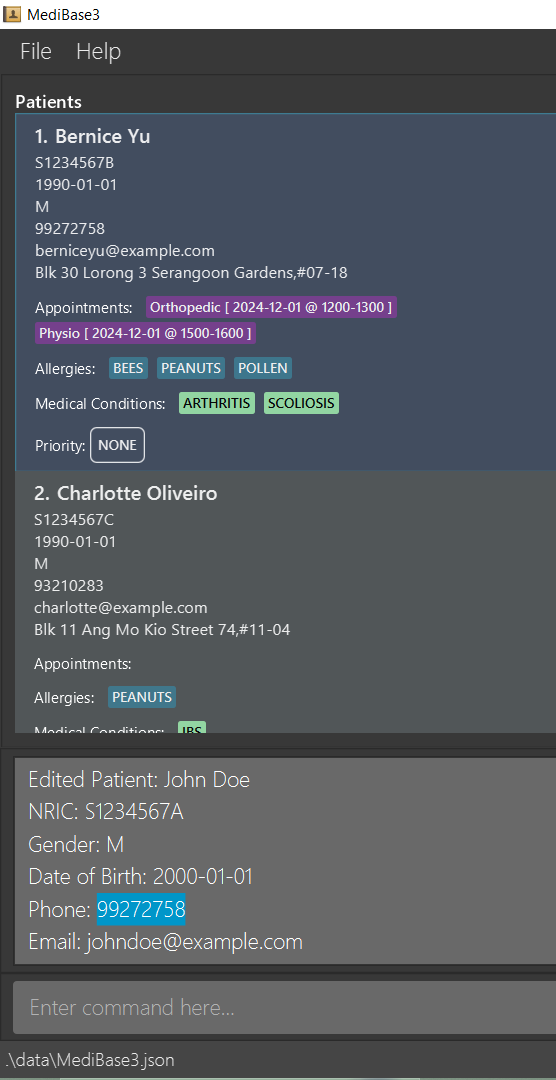 MediBase3
File Help
Patients
1. Bernice Yu
S1234567B
1990-01-01
M
99272758
berniceyu@example.com
Blk 30 Lorong 3 Serangoon Gardens,#07-18
Appointments: Orthopedic [ 2024-12-01 @ 1200-1300 ]
Physio [ 2024-12-01 @ 1500-1600 ]
Allergies: BEES PEANUTS POLLEN
Medical Conditions: ARTHRITIS SCOLIOSIS
Priority: NONE
2. Charlotte Oliveiro
S1234567C
1990-01-01
M
93210283
charlotte@example.com
Blk 11 Ang Mo Kio Street 74,#11-04
Appointments:
Allergies: PEANUTS
Medical Conditions: IBS
Edited Patient: John Doe
NRIC: S1234567A
Gender: M
Date of Birth: 2000-01-01
Phone: 99272758
Email: johndoe@example.com
Enter command here...
.\data\MediBase3.json